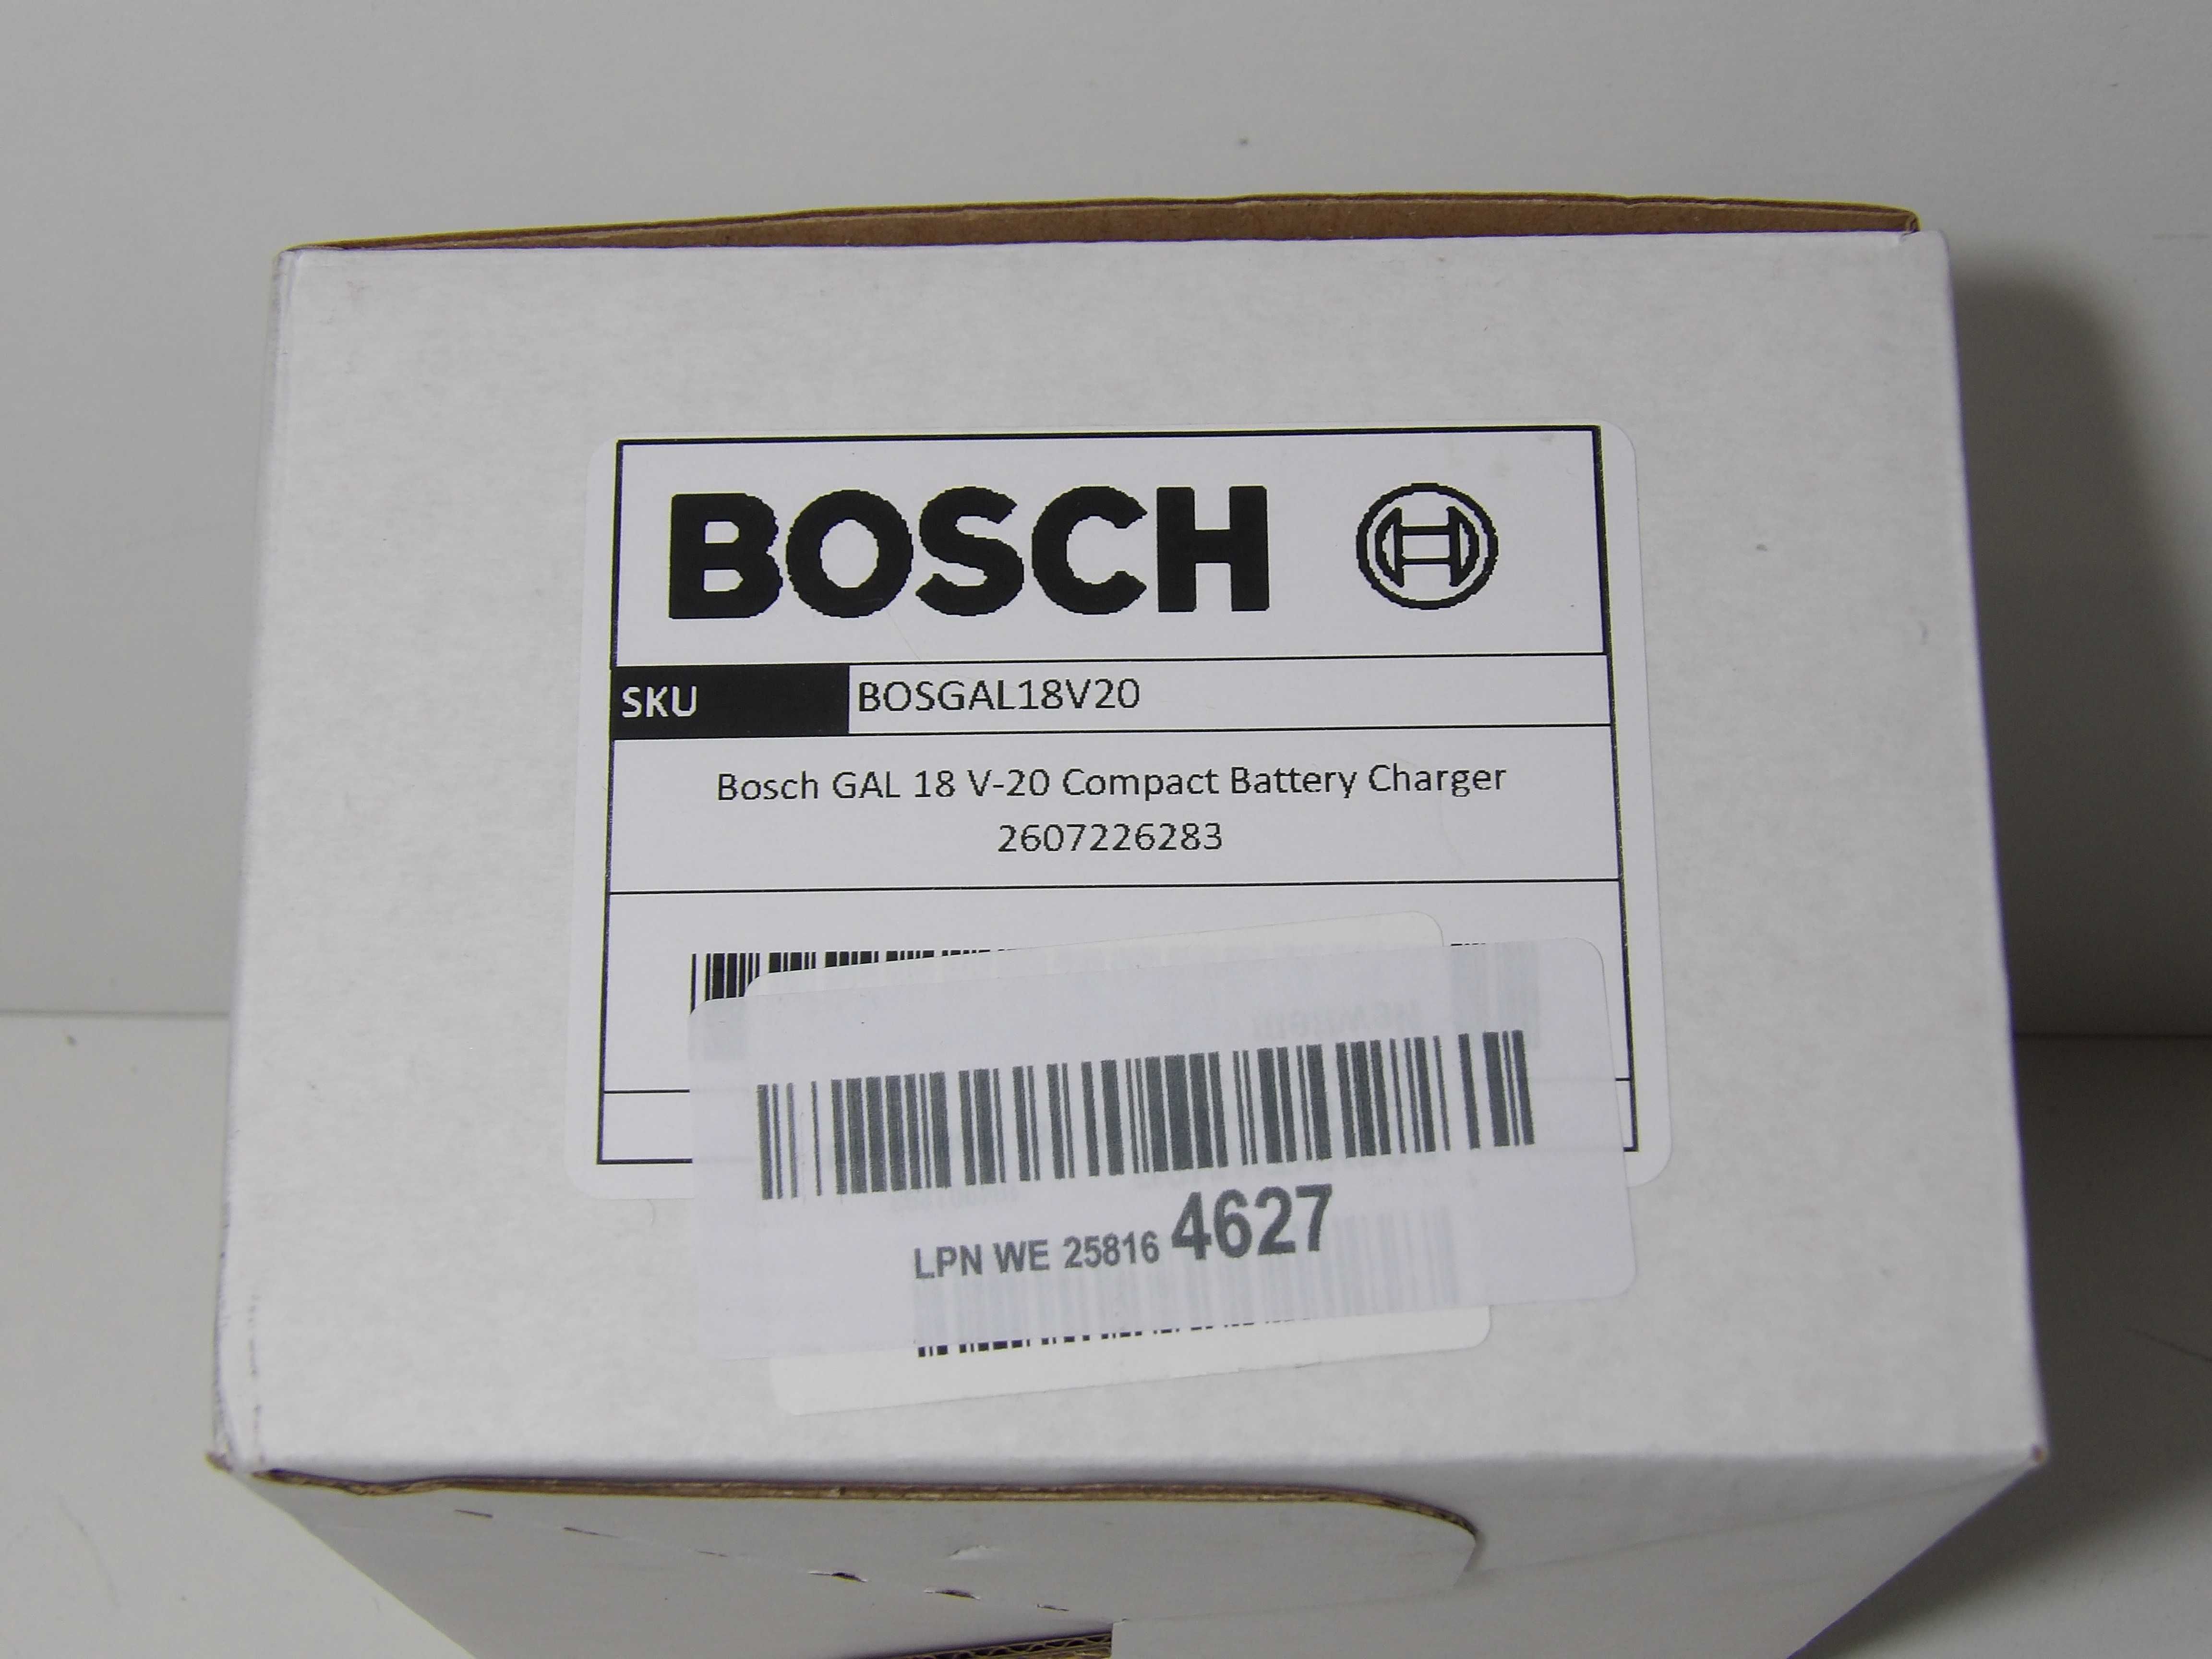 BOSCH
SKU BOSGAL18V20
Bosch GAL 18 V-20 Compact Battery Charger
2607226283
LPN WE 25816 4627